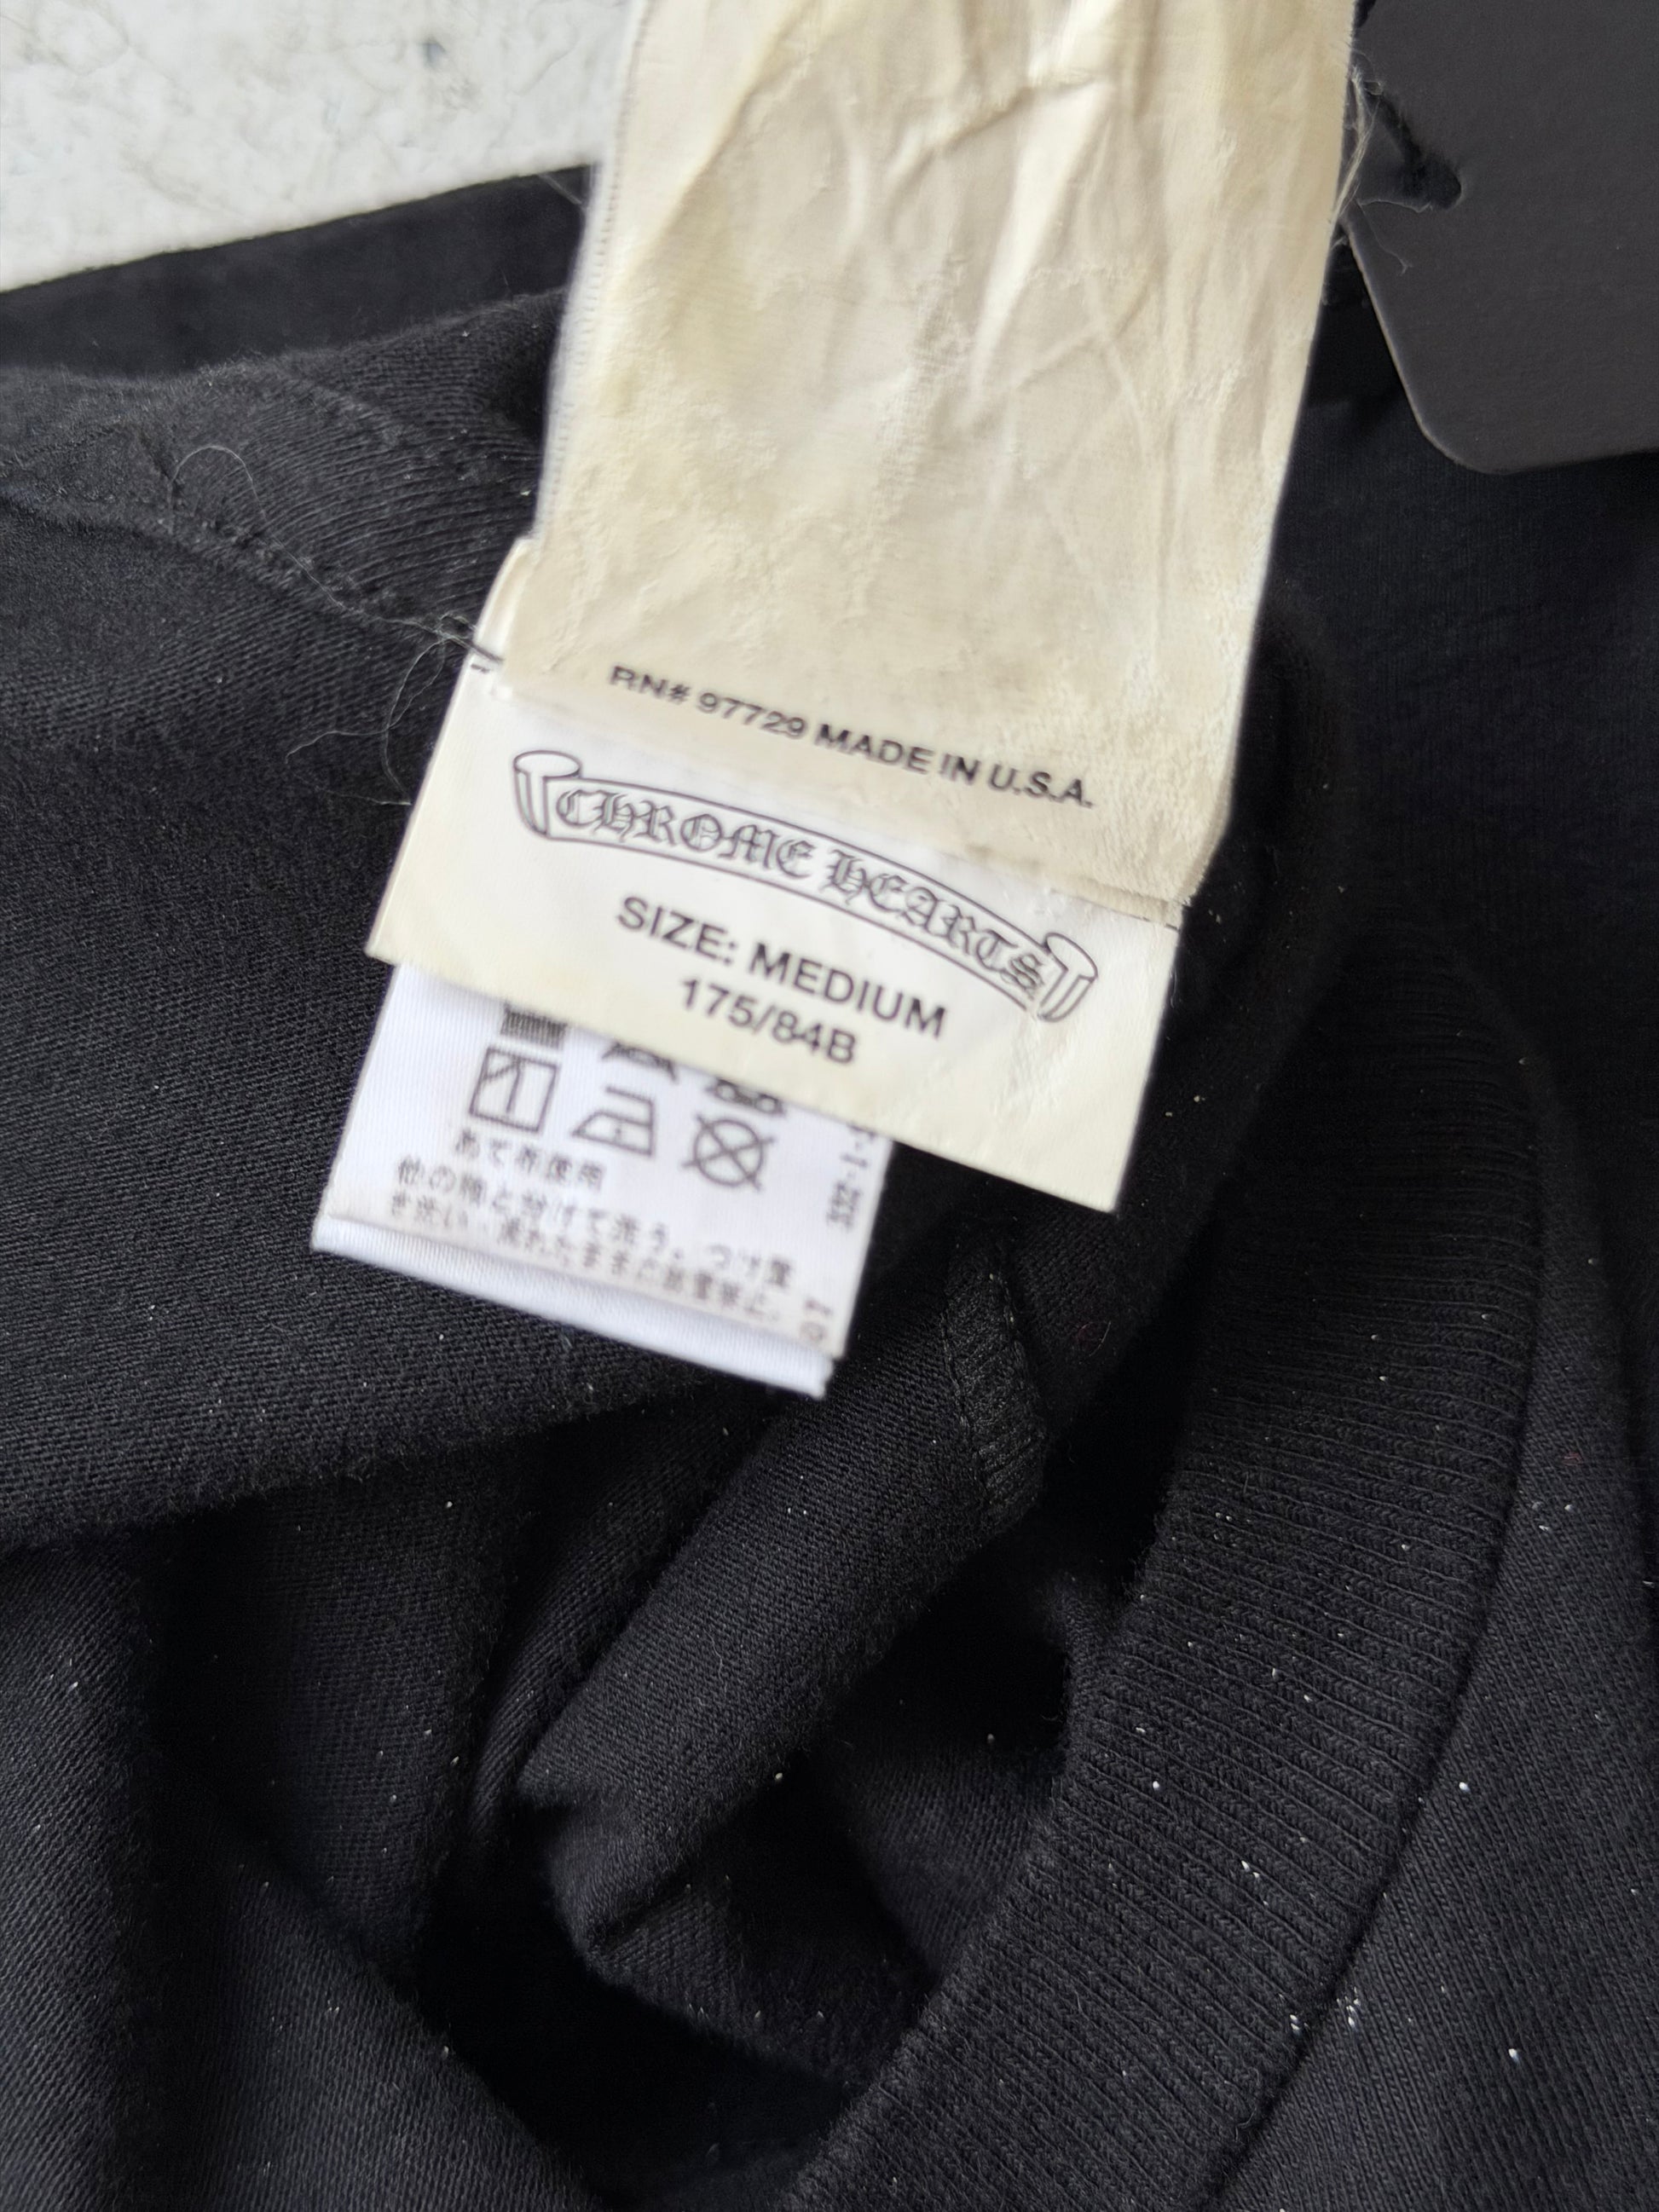 RN# 97729 MADE IN U.S.A.
CHROME HEARTS
SIZE: MEDIUM
175/84B
あて布使用
他の物と分けて洗う。つけ置
き洗い・濡れたままの放置禁止。